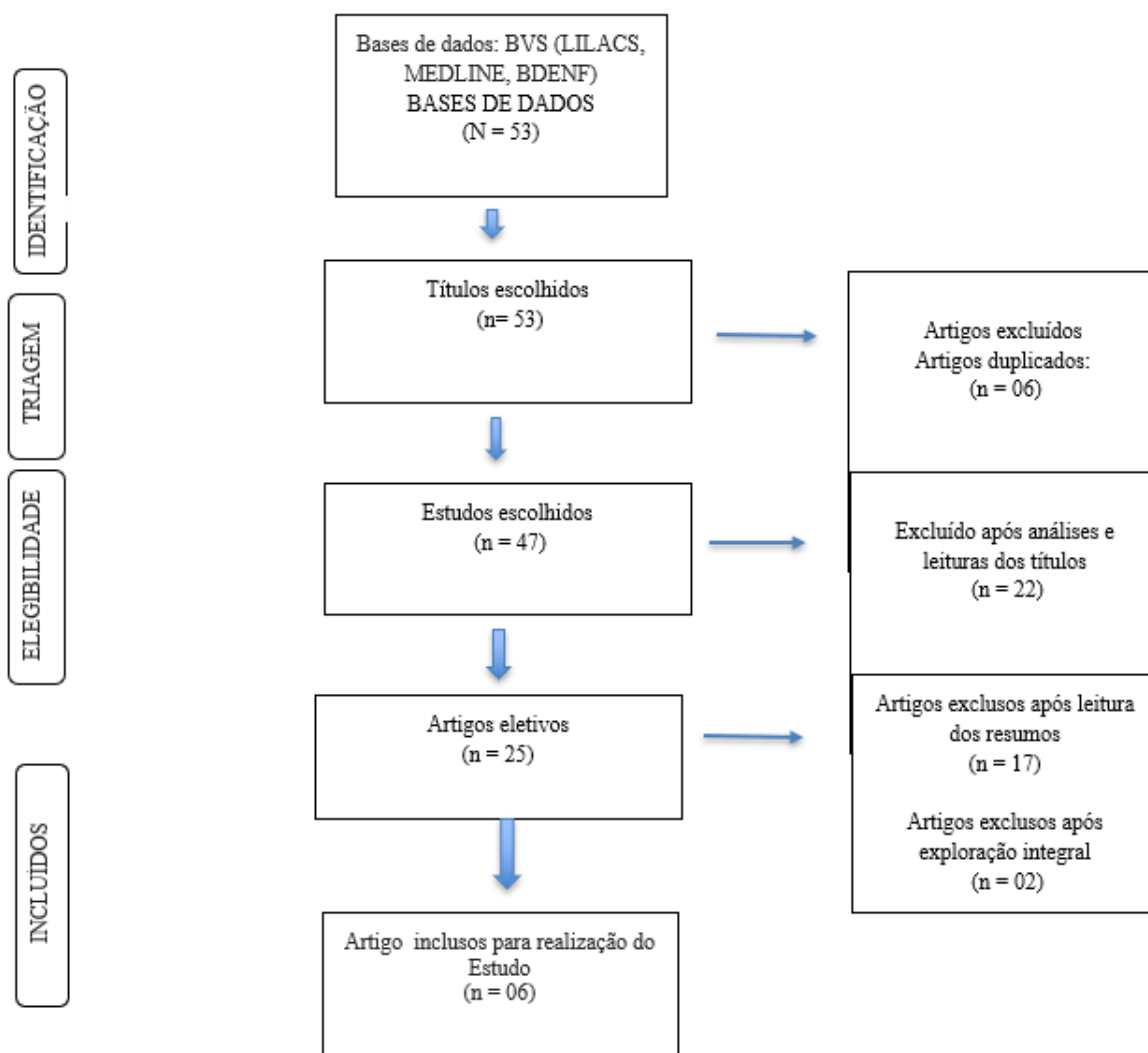 Bases de dados: BVS (LILACS,
MEDLINE, BDENF)
BASES DE DADOS
(N = 53)
IDENTIFICAÇÃO
Títulos escolhidos
(n= 53)
Artigos excluídos
Artigos duplicados:
(n = 06)
TRIAGEM
Estudos escolhidos
(n = 47)
Excluído após análises e
leituras dos títulos
(n = 22)
ELEGIBILIDADE
Artigos eletivos
(n = 25)
Artigos exclusos após leitura
dos resumos
(n = 17)
Artigos exclusos após
exploração integral
(n = 02)
INCLUÍDOS
Artigo inclusos para realização do
Estudo
(n = 06)